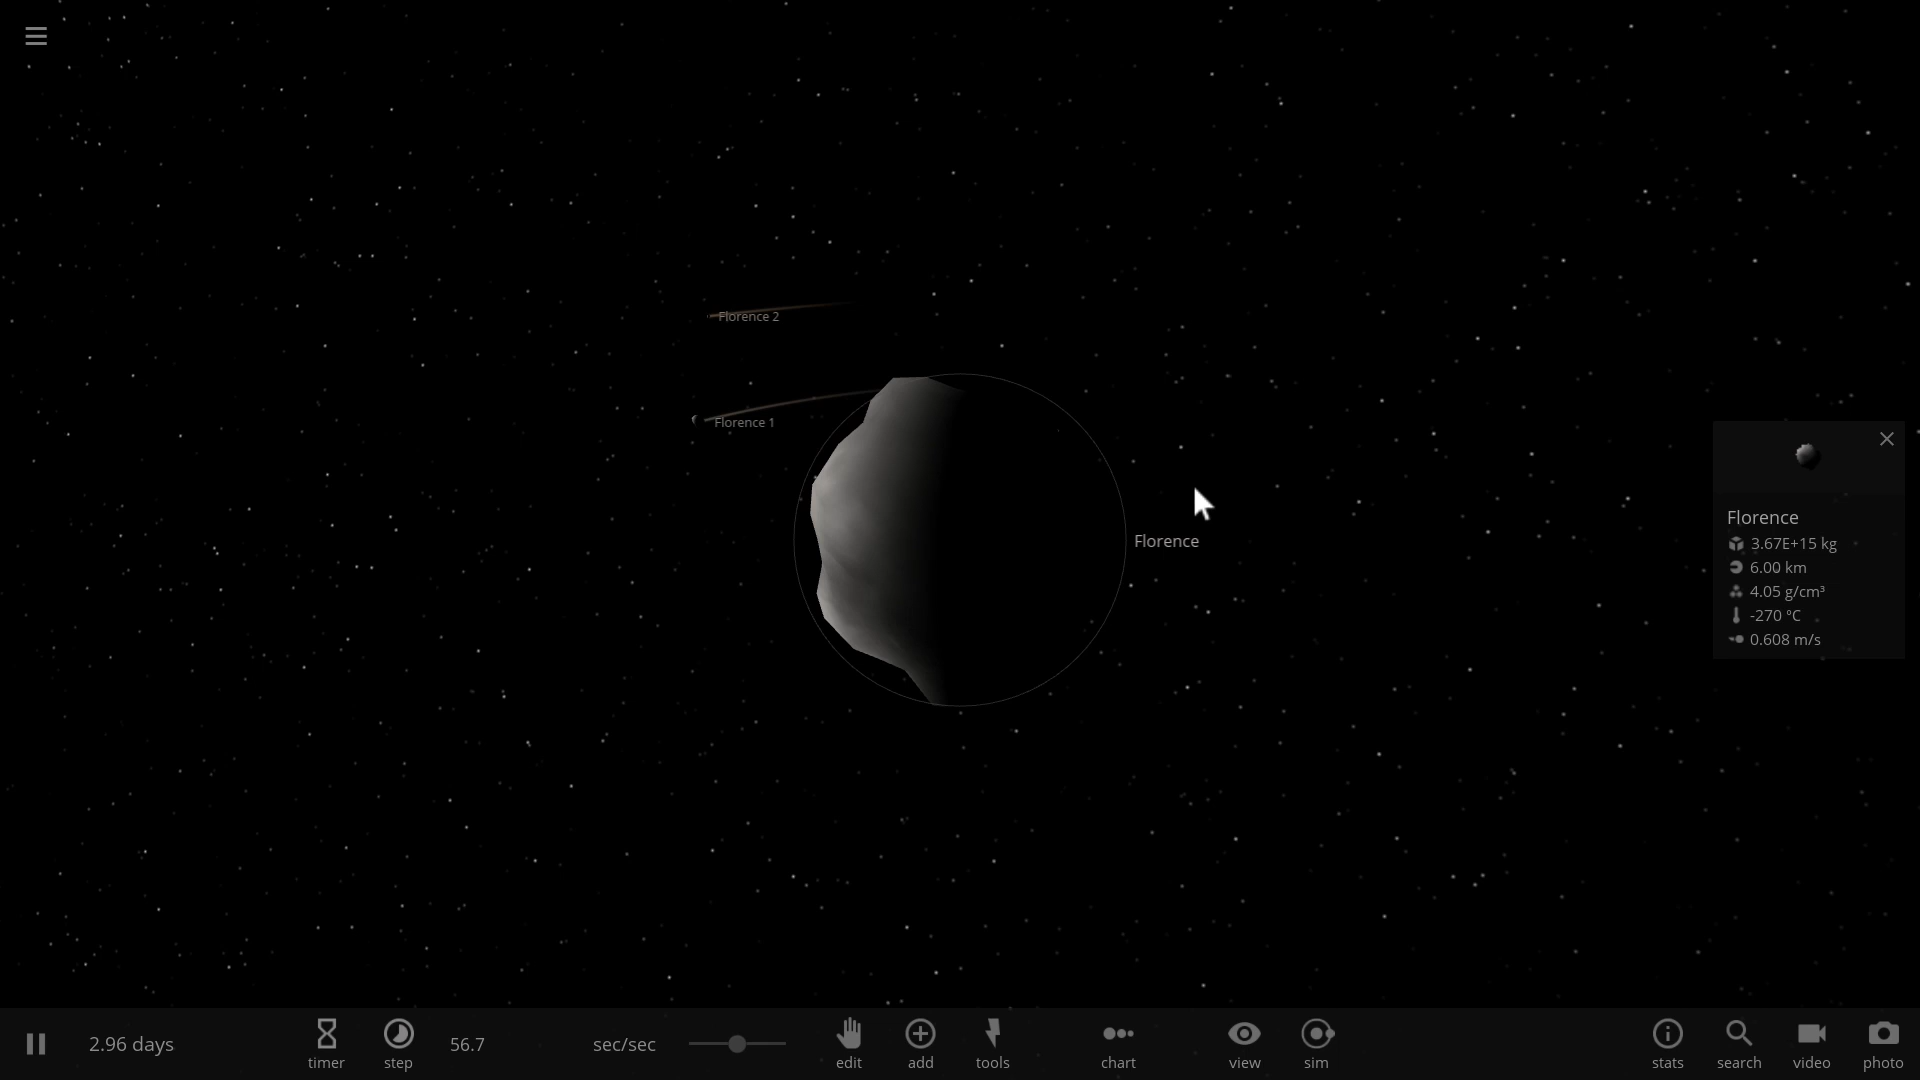 Florence 2
Florence 1
Florence
Florence
3.67E+15 kg
6.00 km
4.05 g/cm³
-270 °C
0.608 m/s
2.96 days
timer
step
56.7
sec/sec
edit
add
tools
chart
view
sim
stats
search
video
photo